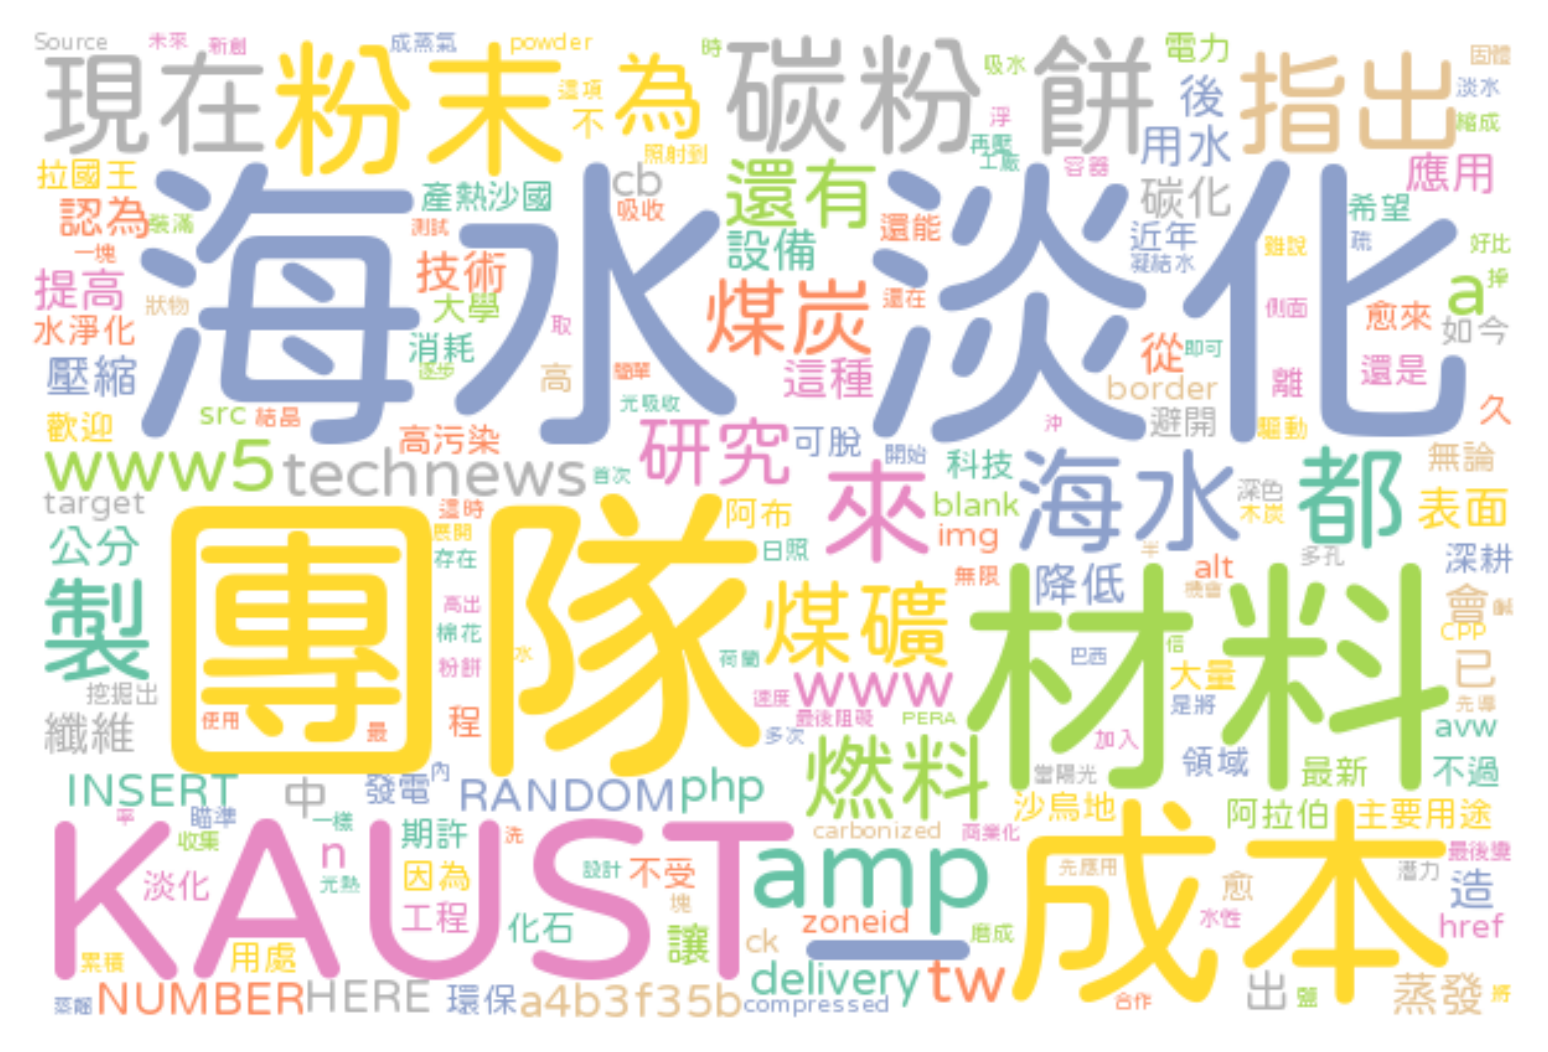 Source 未來 新創 成蒸氣 powder 時 吸水 電力 固體
現在 粉末 這項 不 為 碳粉 餅 浮 後 指出 淡水 縮成
照射到 再壓 工廠 用水
拉國王 產熱沙國 cb 還有 容器 碳化 應用
認為 裝滿 測試 吸收 設備 還能 近年 希望
一塊 海水 淡化 凝結水 雖說 疏 好比
提高 狀物 技術 大學 取 煤炭 還在 側面 愈來 a 掉
水淨化 消耗 逐步 簡單 這種 從 即可 如今
壓縮 高 光吸收 border 離 還是
歡迎 src 結晶 高污染 研究 可脫 沖 避開 驅動 久
www5 technews 首次 開始 科技 海水 都 無論
target 這時 阿布 來 blank 深色 木炭 表面
公分 展開 存在 日照 img 半 多孔 深耕
製 團隊 高出 煤礦 無限 降低 alt 機會 會 鹹
棉花 水 荷蘭 材料 巴西 倍 CPP
挖掘出 粉餅 速度 www 大量 已
纖維 使用 最 程 最後阻礙 PERA 是將 先導
多次 燃料 加入 領域 avw
INSERT 中 發電 內 RANDOM php 當陽光 最新 不過
率 瞄準 一樣 沙烏地 阿拉伯 主要用途
KAUST 收集 期許 洗 carbonized 商業化 成本 最後變
淡化 n 光熱 因為 設計 不受 amp 先應用 愈 潛力 造
工程 化石 塊 zoneid 水性 href
累積 用處 讓 ck _ 磨成
蒸餾 NUMBER HERE 環保 a4b3f35b delivery compressed tw 合作 出 鹽 蒸發 將